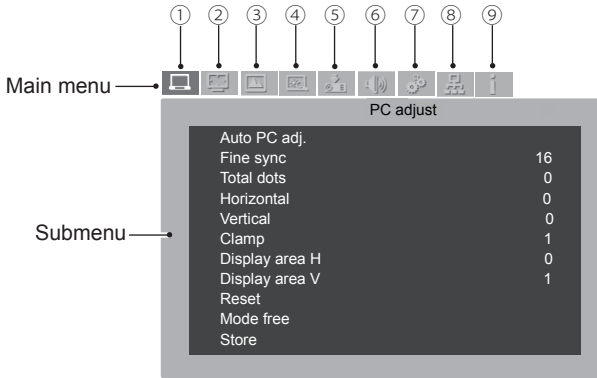 ① ② ③ ④ ⑤ ⑥ ⑦ ⑧ ⑨
Main menu
PC adjust
Auto PC adj.
Fine sync 16
Total dots 0
Horizontal 0
Vertical 0
Submenu
Clamp 1
Display area H 0
Display area V 1
Reset
Mode free
Store